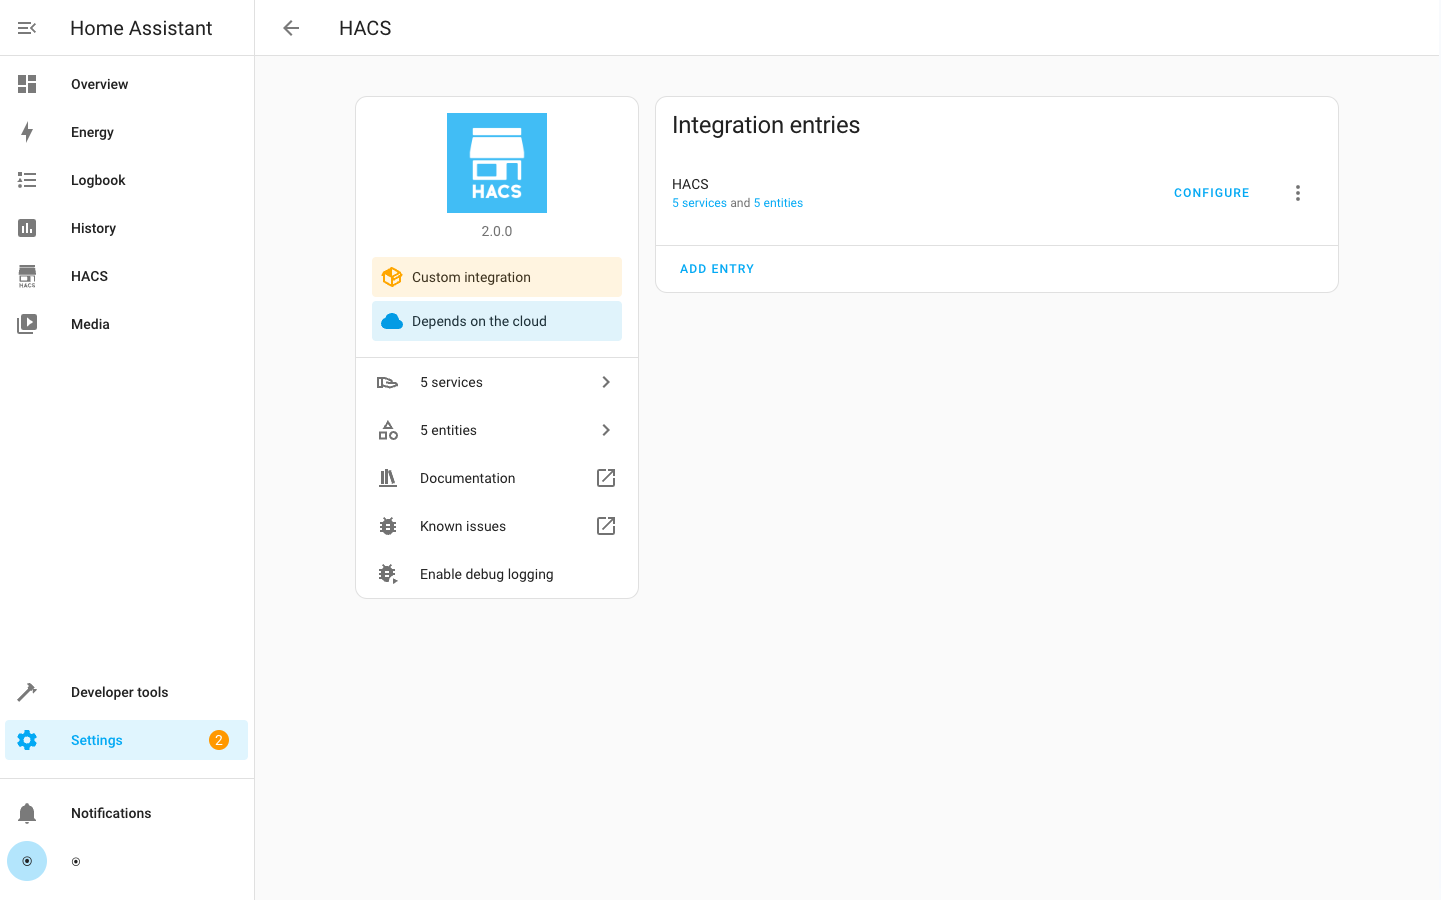 Home Assistant
HACS
Overview
Energy
Logbook
History
HACS
HACS
Media
Developer tools
Settings
2
Notifications
HACS
2.0.0
Custom integration
Depends on the cloud
5 services
5 entities
Documentation
Known issues
Enable debug logging
Integration entries
HACS
5 services and 5 entities
CONFIGURE
ADD ENTRY